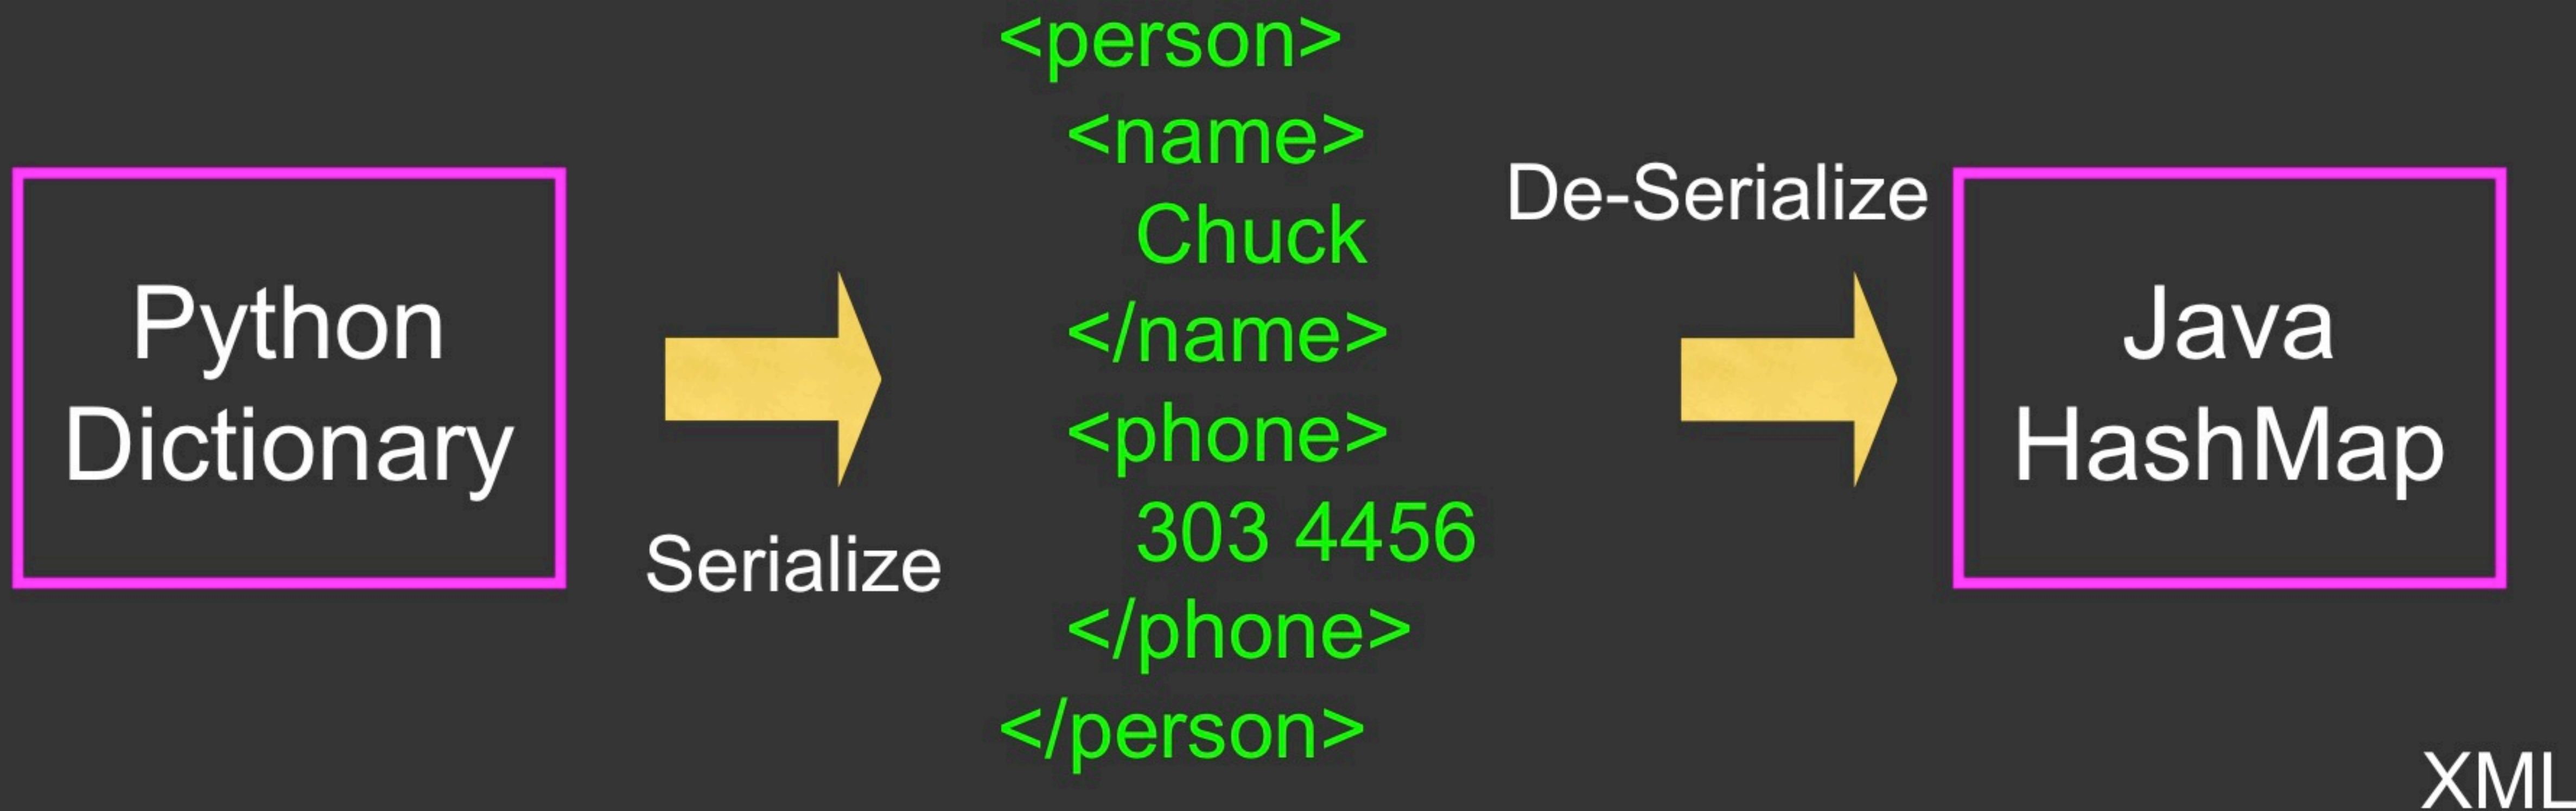 Python
Dictionary
Serialize
<person>
<name>
Chuck
</name>
<phone>
303 4456
</phone>
</person>
De-Serialize
Java
HashMap
XML